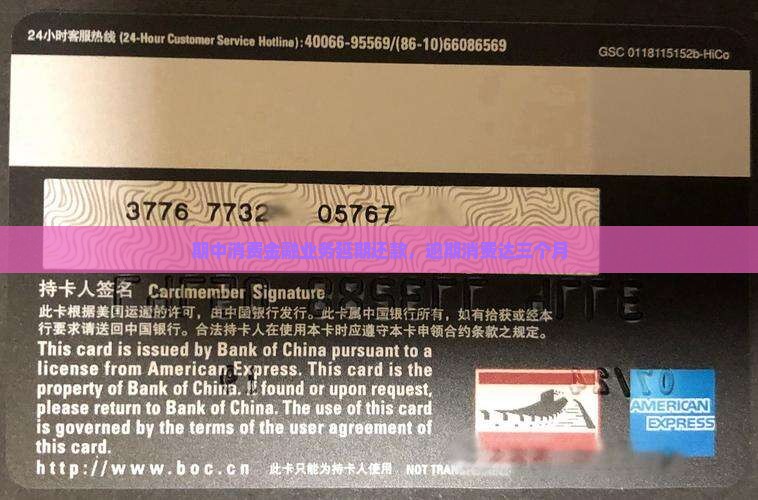 24小时客服热线 (24-Hour Customer Service Hotline):40066-95569/(86-10)66086569
GSC 0118115152b-HiCo
3776 7732 05767
期中消费金融业务延期还款，逾期消费达三个月
持卡人签名 Cardmember Signature
此卡根据美国运通的许可，由中国银行发行。此卡属中国银行所有，如有拾获或经本
行要求请送回中国银行。合法持卡人在使用本卡时应遵守本卡申领合约条款之规定。
This card is issued by Bank of China pursuant to a
license from American Express. This card is the
property of Bank of China. If found or upon request,
please return to Bank of China. The use of this card
is governed by the terms of the user agreement of
this card.
http://www.boc.cn 此卡只能为持卡人使用 NOT
AMERICAN
EXPRESS